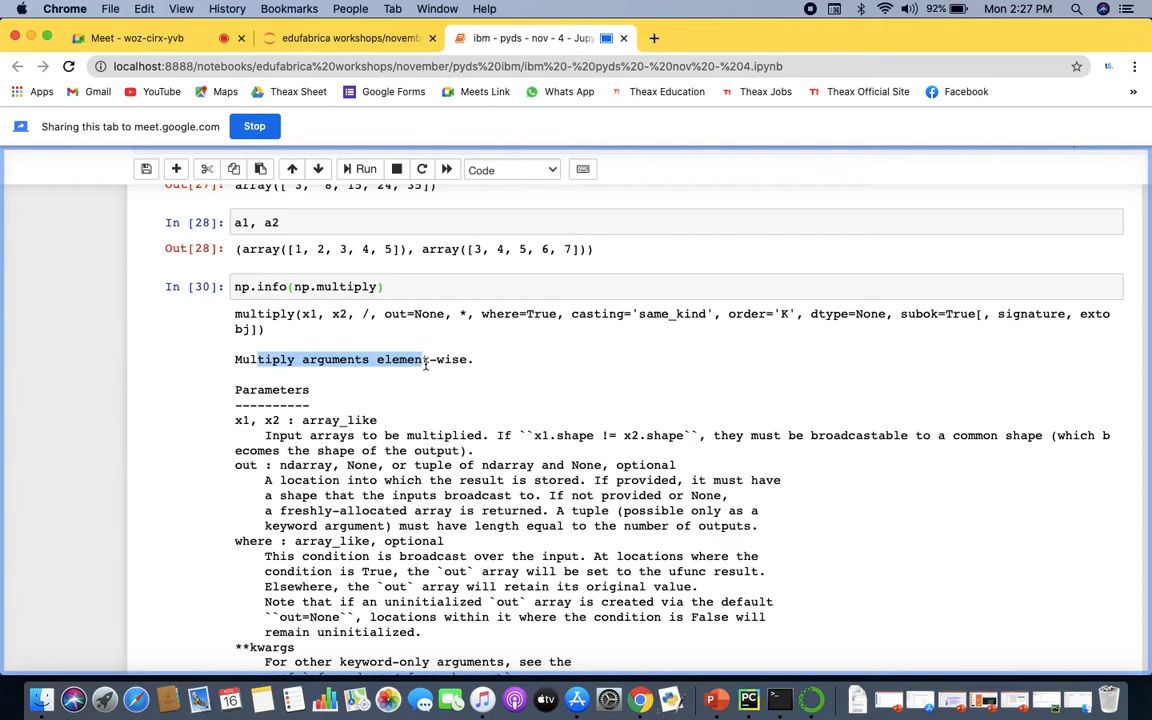 Chrome File Edit View History Bookmarks People Tab Window Help 92% Mon 2:27 PM
Meet - woz-cirx-yvb edufabrica workshops/novemb ibm - pyds - nov - 4 - Jupy
localhost:8888/notebooks/edufabrica%20workshops/november/pyds%20ibm/ibm%20-%20pyds%20-%20nov%20-%204.ipynb
Apps Gmail YouTube Maps Theax Sheet Google Forms Meets Link Whats App Theax Education Theax Jobs Theax Official Site Facebook
Sharing this tab to meet.google.com Stop
Run Code
Out[27]: array([ 3, 8, 15, 24, 35])
In [28]: a1, a2
Out[28]: (array([1, 2, 3, 4, 5]), array([3, 4, 5, 6, 7]))
In [30]: np.info(np.multiply)
multiply(x1, x2, /, out=None, *, where=True, casting='same_kind', order='K', dtype=None, subok=True[, signature, exto
bj])
Multiply arguments element-wise.
Parameters
----------
x1, x2 : array_like
Input arrays to be multiplied. If ``x1.shape != x2.shape``, they must be broadcastable to a common shape (which b
ecomes the shape of the output).
out : ndarray, None, or tuple of ndarray and None, optional
A location into which the result is stored. If provided, it must have
a shape that the inputs broadcast to. If not provided or None,
a freshly-allocated array is returned. A tuple (possible only as a
keyword argument) must have length equal to the number of outputs.
where : array_like, optional
This condition is broadcast over the input. At locations where the
condition is True, the `out` array will be set to the ufunc result.
Elsewhere, the `out` array will retain its original value.
Note that if an uninitialized `out` array is created via the default
``out=None``, locations within it where the condition is False will
remain uninitialized.
**kwargs
For other keyword-only arguments, see the